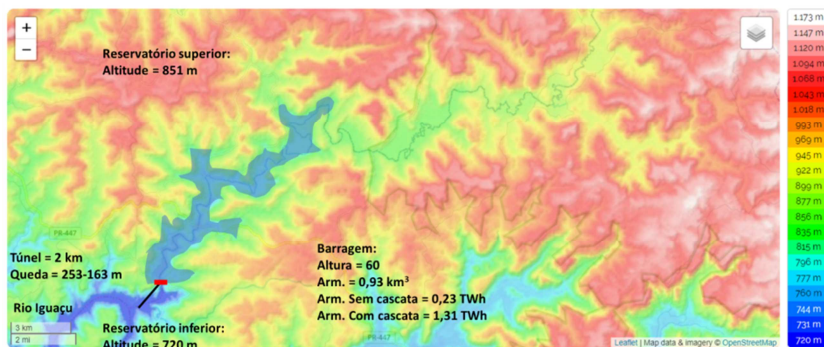 +
−
Reservatório superior:
Altitude = 851 m
PR-447
Túnel = 2 km
Queda = 253-163 m
Rio Iguaçu
3 km
2 mi
Reservatório inferior:
Altitude = 720 m
Barragem:
Altura = 60
Arm. = 0,93 km³
Arm. Sem cascata = 0,23 TWh
Arm. Com cascata = 1,31 TWh
PR-447
Leaflet | Map data & imagery © OpenStreetMap
1.173 m
1.147 m
1.120 m
1.094 m
1.068 m
1.043 m
1.018 m
993 m
969 m
945 m
922 m
899 m
877 m
856 m
835 m
815 m
796 m
777 m
760 m
744 m
731 m
720 m